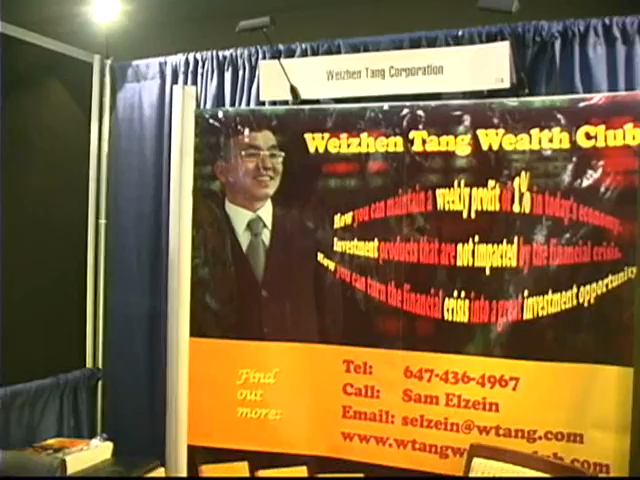 Weizhen Tang Corporation
Weizhen Tang Wealth Club
How you can maintain a weekly profit of 1% in today's economy.
Investment products that are not impacted by the financial crisis.
How you can turn the financial crisis into a great investment opportunity
Find
out
more:
Tel: 647-436-4967
Call: Sam Elzein
Email: selzein@wtang.com